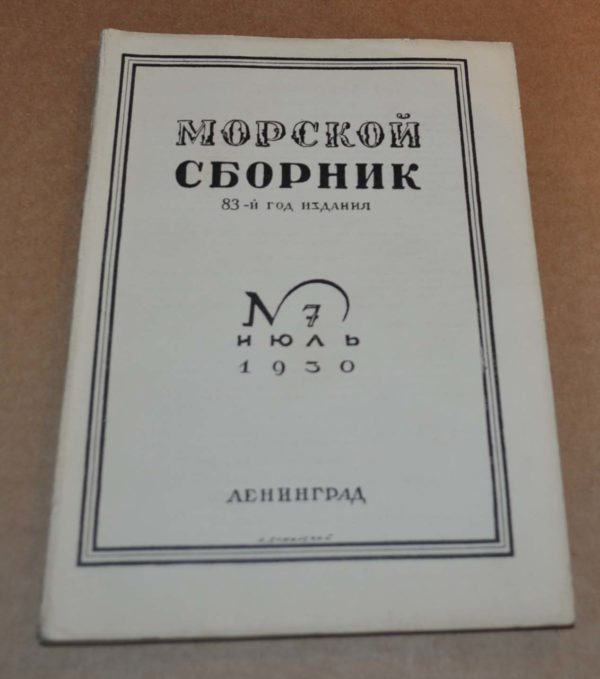 МОРСКОЙ
СБОРНИК
83-й год издания
№ 7
ИЮЛЬ
1930
ЛЕНИНГРАД